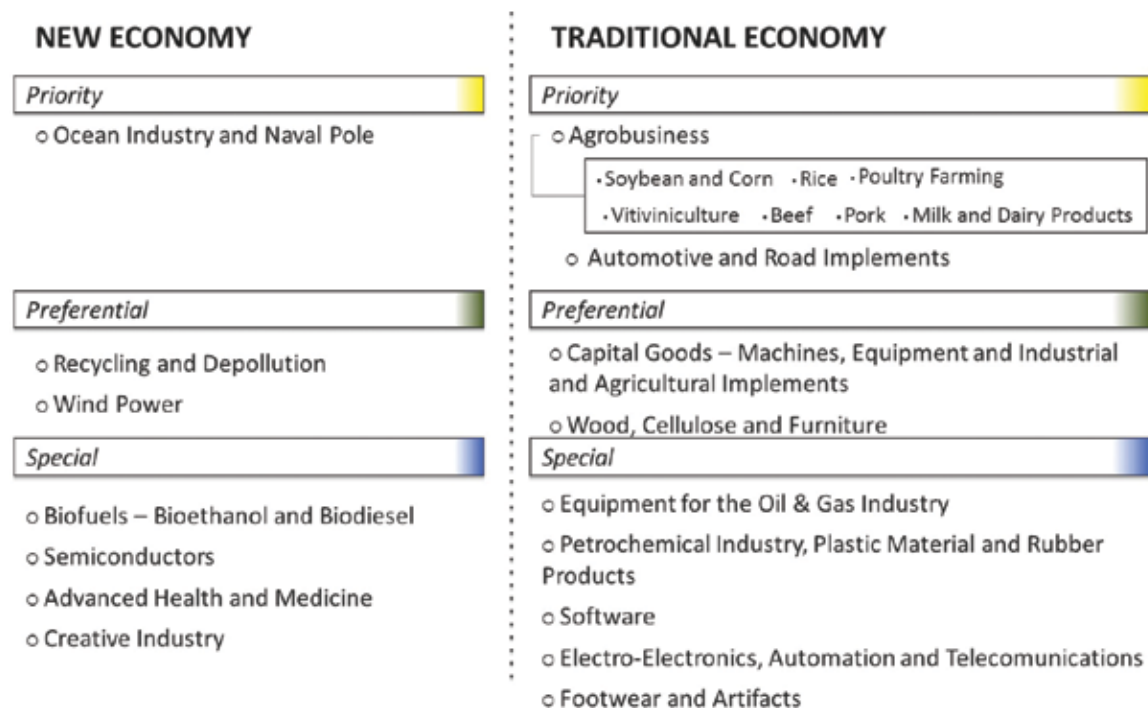 NEW ECONOMY
Priority
o Ocean Industry and Naval Pole
Preferential
o Recycling and Depollution
o Wind Power
Special
o Biofuels – Bioethanol and Biodiesel
o Semiconductors
o Advanced Health and Medicine
o Creative Industry
TRADITIONAL ECONOMY
Priority
o Agrobusiness
·Soybean and Corn ·Rice ·Poultry Farming
·Vitiviniculture ·Beef ·Pork ·Milk and Dairy Products
o Automotive and Road Implements
Preferential
o Capital Goods – Machines, Equipment and Industrial
and Agricultural Implements
o Wood, Cellulose and Furniture
Special
o Equipment for the Oil & Gas Industry
o Petrochemical Industry, Plastic Material and Rubber
Products
o Software
o Electro-Electronics, Automation and Telecomunications
o Footwear and Artifacts